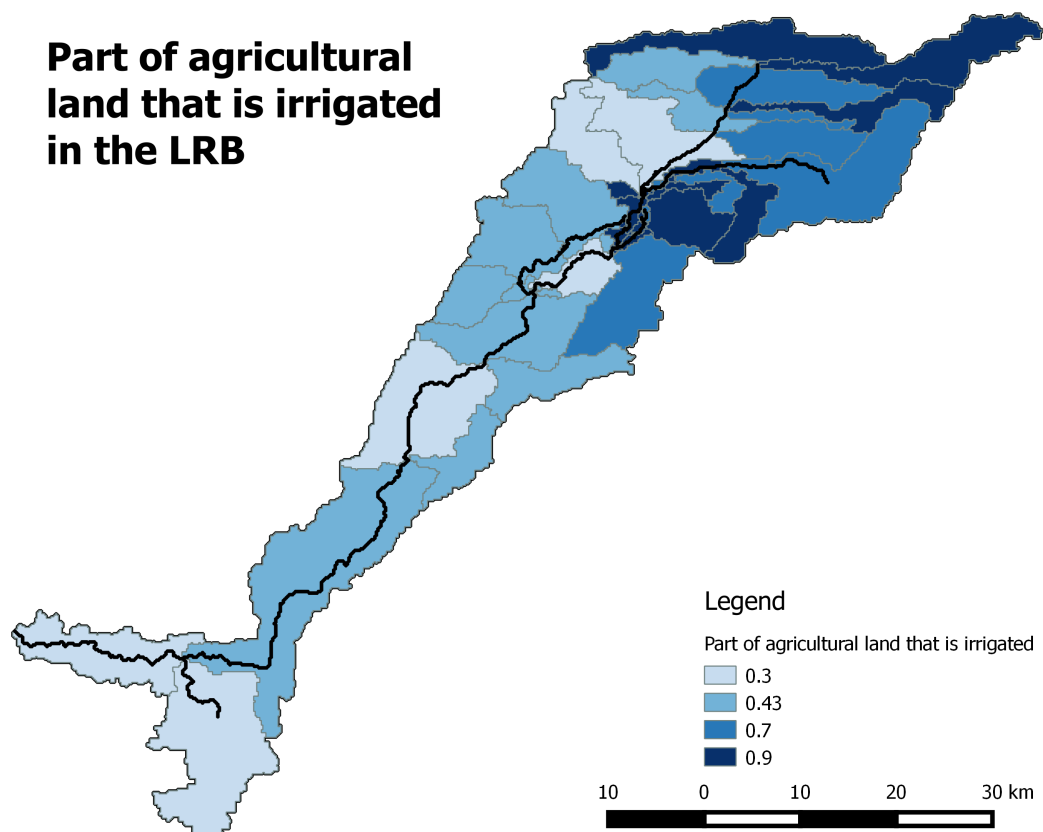 Part of agricultural
land that is irrigated
in the LRB
Legend
Part of agricultural land that is irrigated
0.3
0.43
0.7
0.9
10 0 10 20 30 km